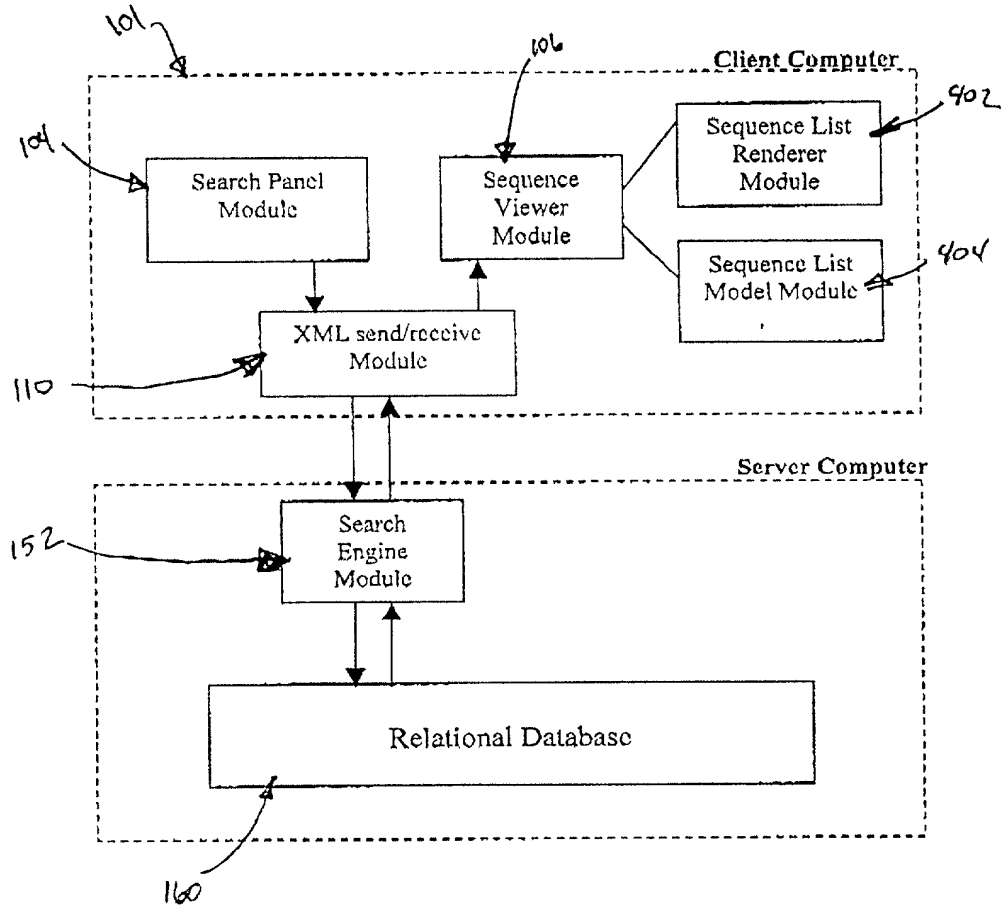 101
106
Client Computer
402
104
Search Panel
Module
Sequence
Viewer
Module
Sequence List
Renderer
Module
Sequence List
Model Module
404
XML send/receive
Module
110
Server Computer
152
Search
Engine
Module
Relational Database
160